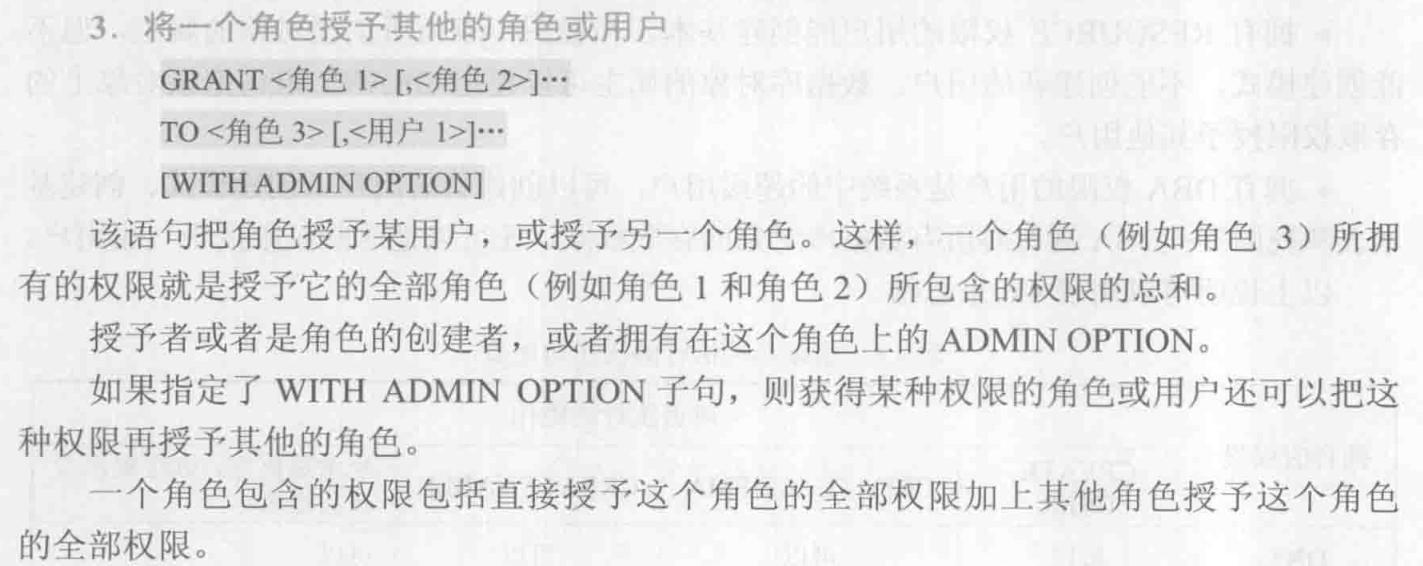 3. 将一个角色授予其他的角色或用户
GRANT <角色 1> [,<角色 2>]…
TO <角色 3> [,<用户 1>]…
[WITH ADMIN OPTION]
该语句把角色授予某用户，或授予另一个角色。这样，一个角色（例如角色 3）所拥
有的权限就是授予它的全部角色（例如角色 1 和角色 2）所包含的权限的总和。
授予者或者是角色的创建者，或者拥有在这个角色上的 ADMIN OPTION。
如果指定了 WITH ADMIN OPTION 子句，则获得某种权限的角色或用户还可以把这
种权限再授予其他的角色。
一个角色包含的权限包括直接授予这个角色的全部权限加上其他角色授予这个角色
的全部权限。